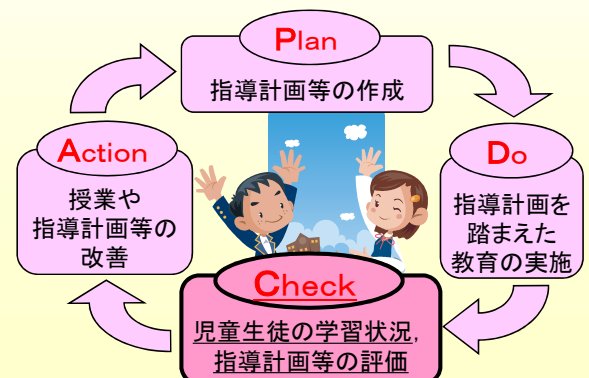 Plan
指導計画等の作成
Do
指導計画を
踏まえた
教育の実施
Check
児童生徒の学習状況,
指導計画等の評価
Action
授業や
指導計画等の
改善